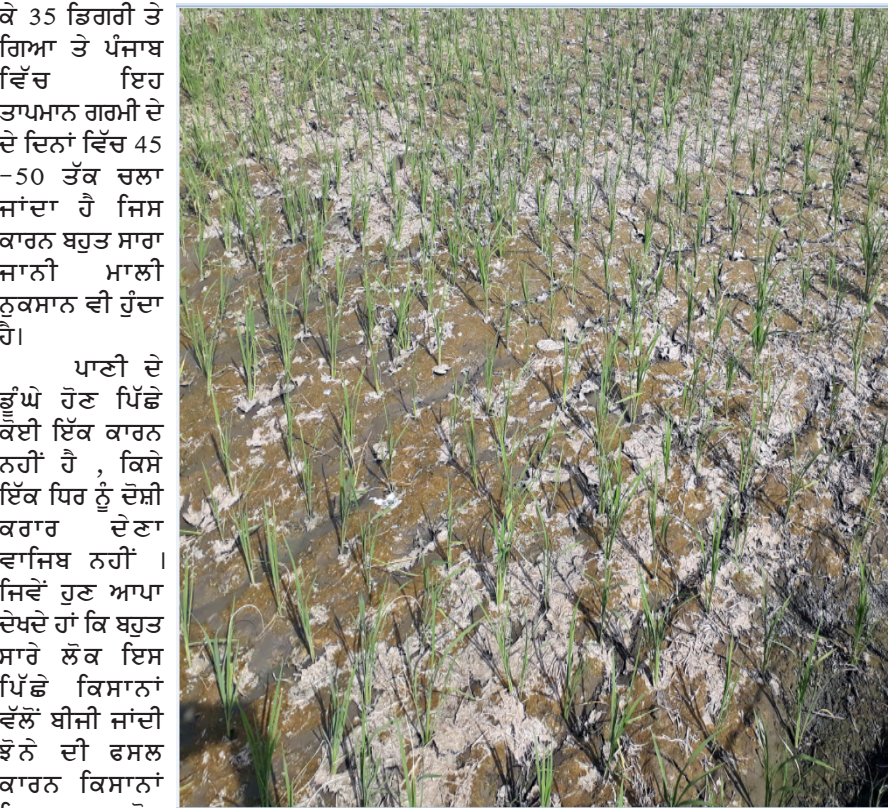 ਕੇ 35 ਡਿਗਰੀ ਤੇ
ਗਿਆ ਤੇ ਪੰਜਾਬ
ਵਿੱਚ ਇਹ
ਤਾਪਮਾਨ ਗਰਮੀ ਦੇ
ਦੇ ਦਿਨਾਂ ਵਿੱਚ 45
-50 ਤੱਕ ਚਲਾ
ਜਾਂਦਾ ਹੈ ਜਿਸ
ਕਾਰਨ ਬਹੁਤ ਸਾਰਾ
ਜਾਨੀ ਮਾਲੀ
ਨੁਕਸਾਨ ਵੀ ਹੁੰਦਾ
ਹੈ।
ਪਾਣੀ ਦੇ
ਡੂੰਘੇ ਹੋਣ ਪਿੱਛੇ
ਕੋਈ ਇੱਕ ਕਾਰਨ
ਨਹੀਂ ਹੈ , ਕਿਸੇ
ਇੱਕ ਧਿਰ ਨੂੰ ਦੋਸ਼ੀ
ਕਰਾਰ ਦੇਣਾ
ਵਾਜਿਬ ਨਹੀਂ ।
ਜਿਵੇਂ ਹੁਣ ਆਪਾ
ਦੇਖਦੇ ਹਾਂ ਕਿ ਬਹੁਤ
ਸਾਰੇ ਲੋਕ ਇਸ
ਪਿੱਛੇ ਕਿਸਾਨਾਂ
ਵੱਲੋਂ ਬੀਜੀ ਜਾਂਦੀ
ਝੋਨੇ ਦੀ ਫਸਲ
ਕਾਰਨ ਕਿਸਾਨਾਂ